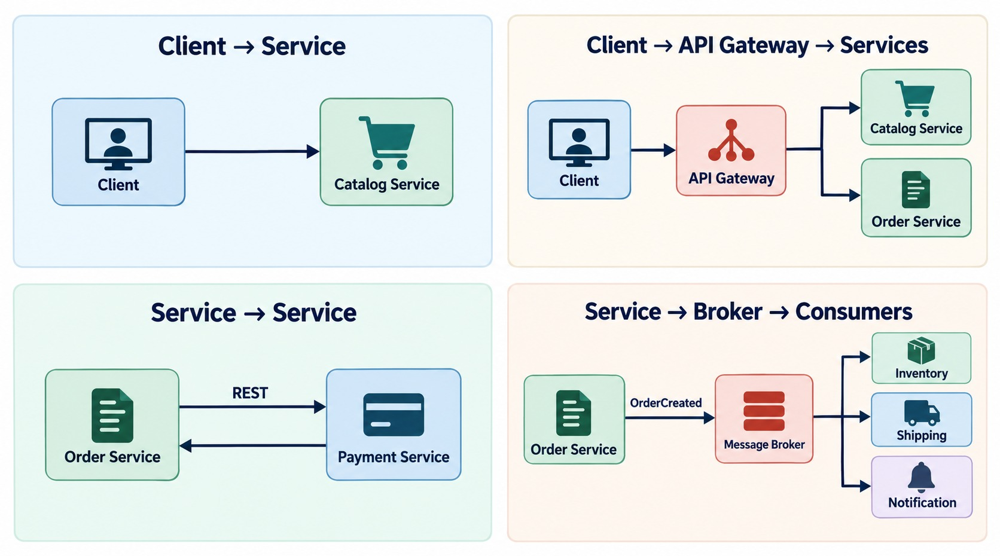 Client → Service
Client
Catalog Service
Client → API Gateway → Services
Client
API Gateway
Catalog Service
Order Service
Service → Service
Order Service
REST
Payment Service
Service → Broker → Consumers
Order Service
OrderCreated
Message Broker
Inventory
Shipping
Notification